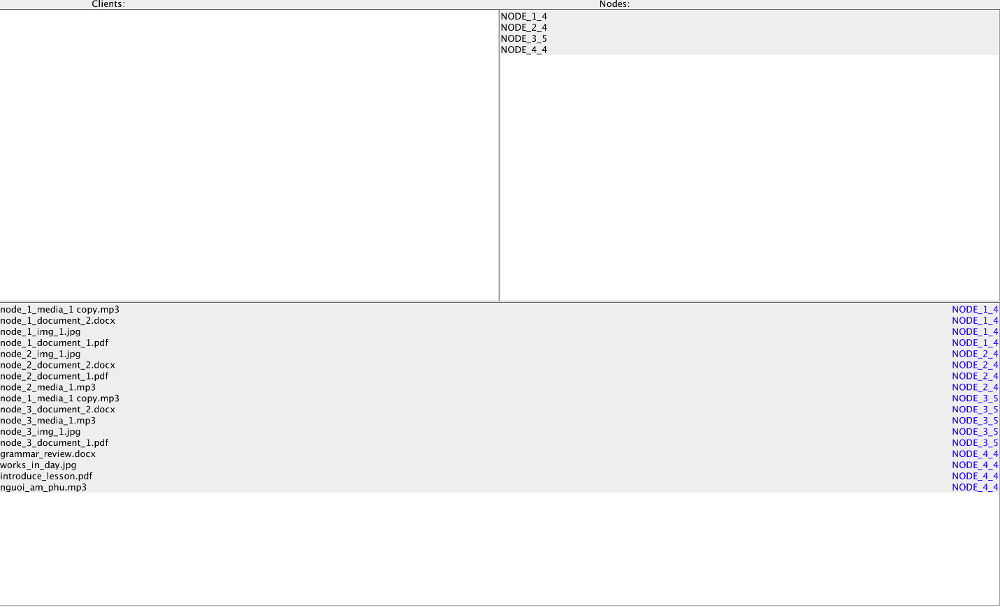 Clients:
Nodes:
NODE_1_4
NODE_2_4
NODE_3_5
NODE_4_4
node_1_media_1 copy.mp3 NODE_1_4
node_1_document_2.docx NODE_1_4
node_1_img_1.jpg NODE_1_4
node_1_document_1.pdf NODE_1_4
node_2_img_1.jpg NODE_2_4
node_2_document_2.docx NODE_2_4
node_2_document_1.pdf NODE_2_4
node_2_media_1.mp3 NODE_2_4
node_1_media_1 copy.mp3 NODE_3_5
node_3_document_2.docx NODE_3_5
node_3_media_1.mp3 NODE_3_5
node_3_img_1.jpg NODE_3_5
node_3_document_1.pdf NODE_3_5
grammar_review.docx NODE_4_4
works_in_day.jpg NODE_4_4
introduce_lesson.pdf NODE_4_4
nguoi_am_phu.mp3 NODE_4_4